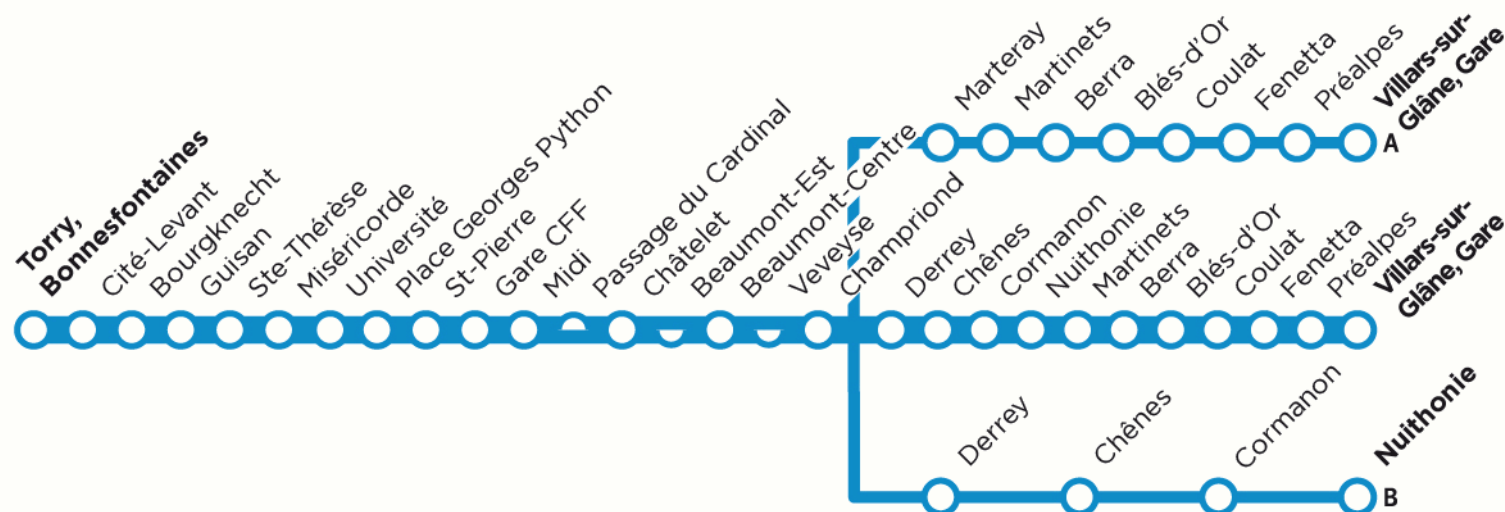 Torry,
Bonnesfontaines
Cité-Levant
Bourgknecht
Guisan
Ste-Thérèse
Miséricorde
Université
Place Georges Python
St-Pierre
Gare CFF
Midi
Passage du Cardinal
Châtelet
Beaumont-Est
Beaumont-Centre
Veveyse
Champriond
Marteray
Martinets
Berra
Blés-d'Or
Coulat
Fenetta
Préalpes
Villars-sur-
Glâne, Gare
A
Derrey
Chênes
Cormanon
Nuithonie
Martinets
Berra
Blés-d'Or
Coulat
Fenetta
Préalpes
Villars-sur-
Glâne, Gare
Derrey
Chênes
Cormanon
Nuithonie
B